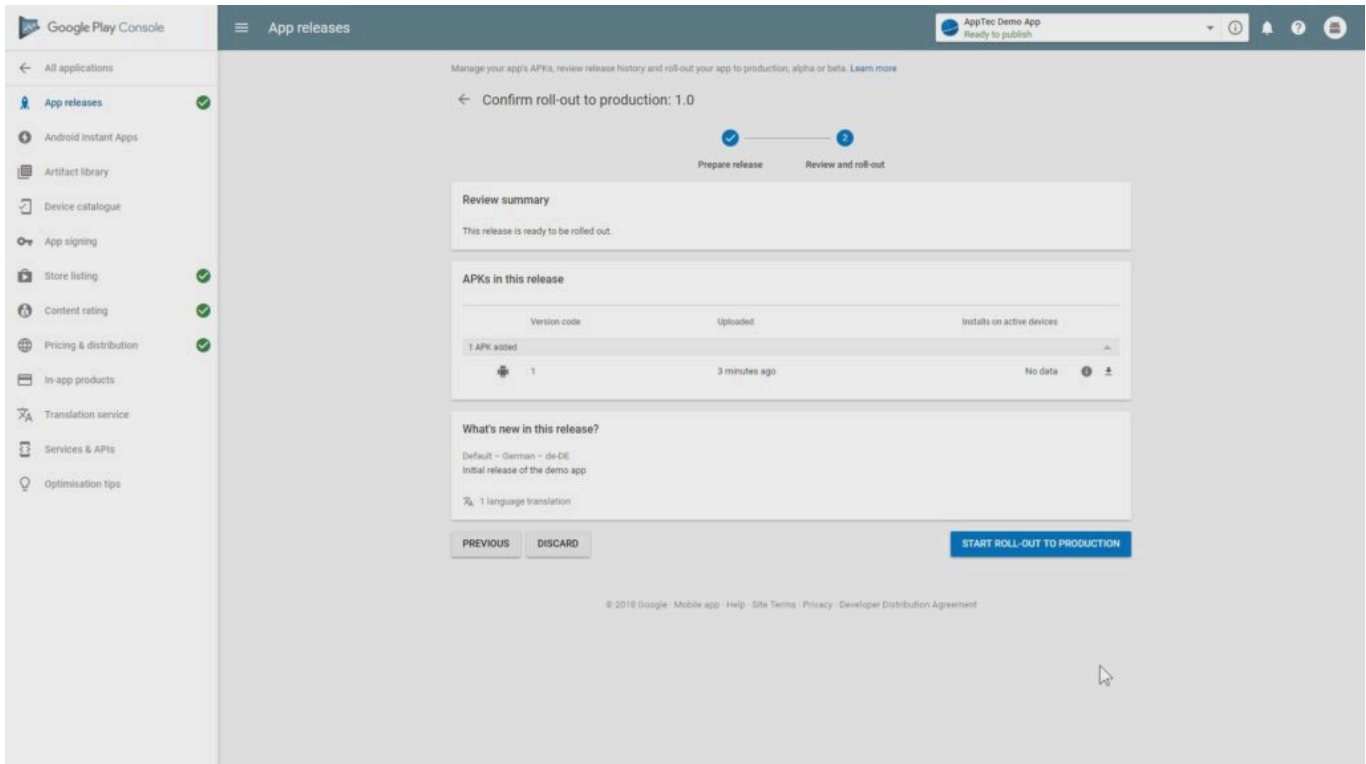 Google Play Console
App releases
AppTec Demo App
Ready to publish
All applications
App releases
Android Instant Apps
Artifact library
Device catalogue
App signing
Store listing
Content rating
Pricing & distribution
In-app products
Translation service
Services & APIs
Optimisation tips
Manage your app's APKs, review release history and roll-out your app to production, alpha or beta. Learn more
Confirm roll-out to production: 1.0
2
Prepare release Review and roll-out
Review summary
This release is ready to be rolled out.
APKs in this release
Version code Uploaded Installs on active devices
1 APK added
1 3 minutes ago No data
What's new in this release?
Default – German – de-DE
Initial release of the demo app
1 language translation
PREVIOUS DISCARD START ROLL-OUT TO PRODUCTION
© 2018 Google · Mobile app · Help · Site Terms · Privacy · Developer Distribution Agreement